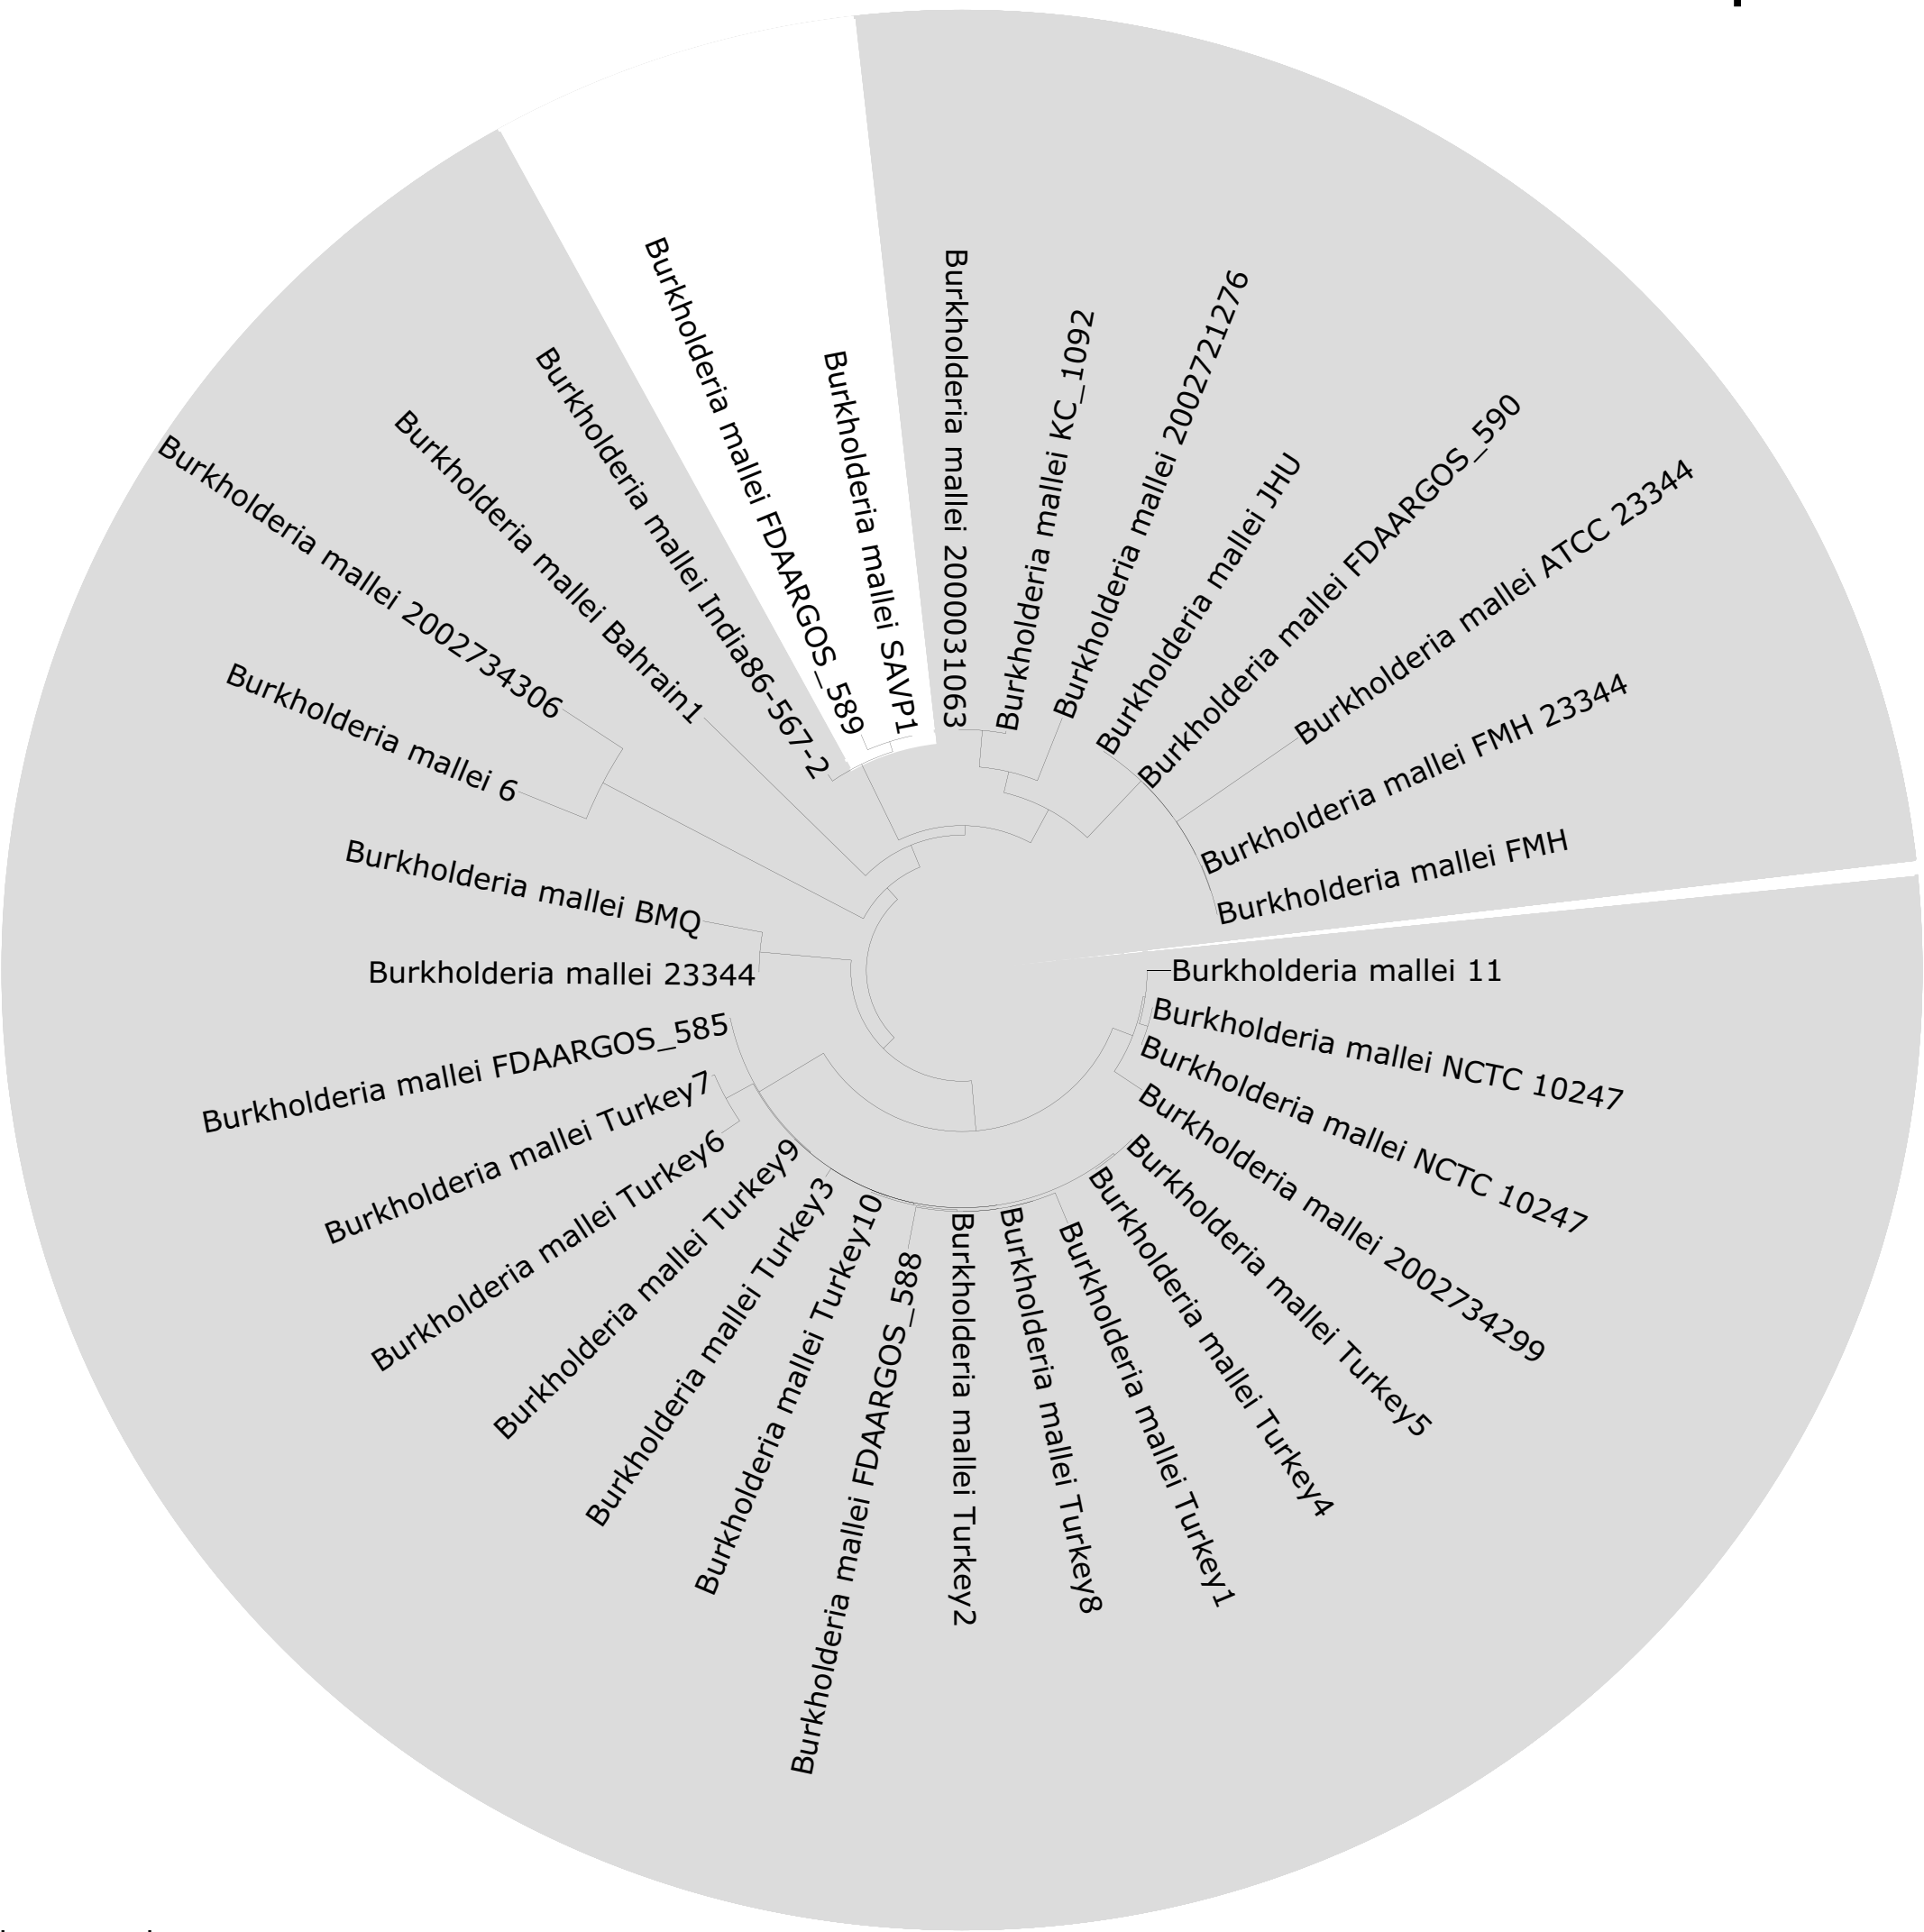 Burkholderia mallei 2000031063
Burkholderia mallei KC_1092
Burkholderia mallei 2002721276
Burkholderia mallei JHU
Burkholderia mallei FDAARGOS_590
Burkholderia mallei ATCC 23344
Burkholderia mallei FMH 23344
Burkholderia mallei FMH
Burkholderia mallei 11
Burkholderia mallei NCTC 10247
Burkholderia mallei NCTC 10247
Burkholderia mallei 2002734299
Burkholderia mallei Turkey5
Burkholderia mallei Turkey4
Burkholderia mallei Turkey1
Burkholderia mallei Turkey8
Burkholderia mallei Turkey2
Burkholderia mallei FDAARGOS_588
Burkholderia mallei Turkey10
Burkholderia mallei Turkey3
Burkholderia mallei Turkey9
Burkholderia mallei Turkey6
Burkholderia mallei Turkey7
Burkholderia mallei FDAARGOS_585
Burkholderia mallei 23344
Burkholderia mallei BMQ
Burkholderia mallei 6
Burkholderia mallei 2002734306
Burkholderia mallei Bahrain1
Burkholderia mallei India86-567-2
Burkholderia mallei FDAARGOS_589
Burkholderia mallei SAVP1